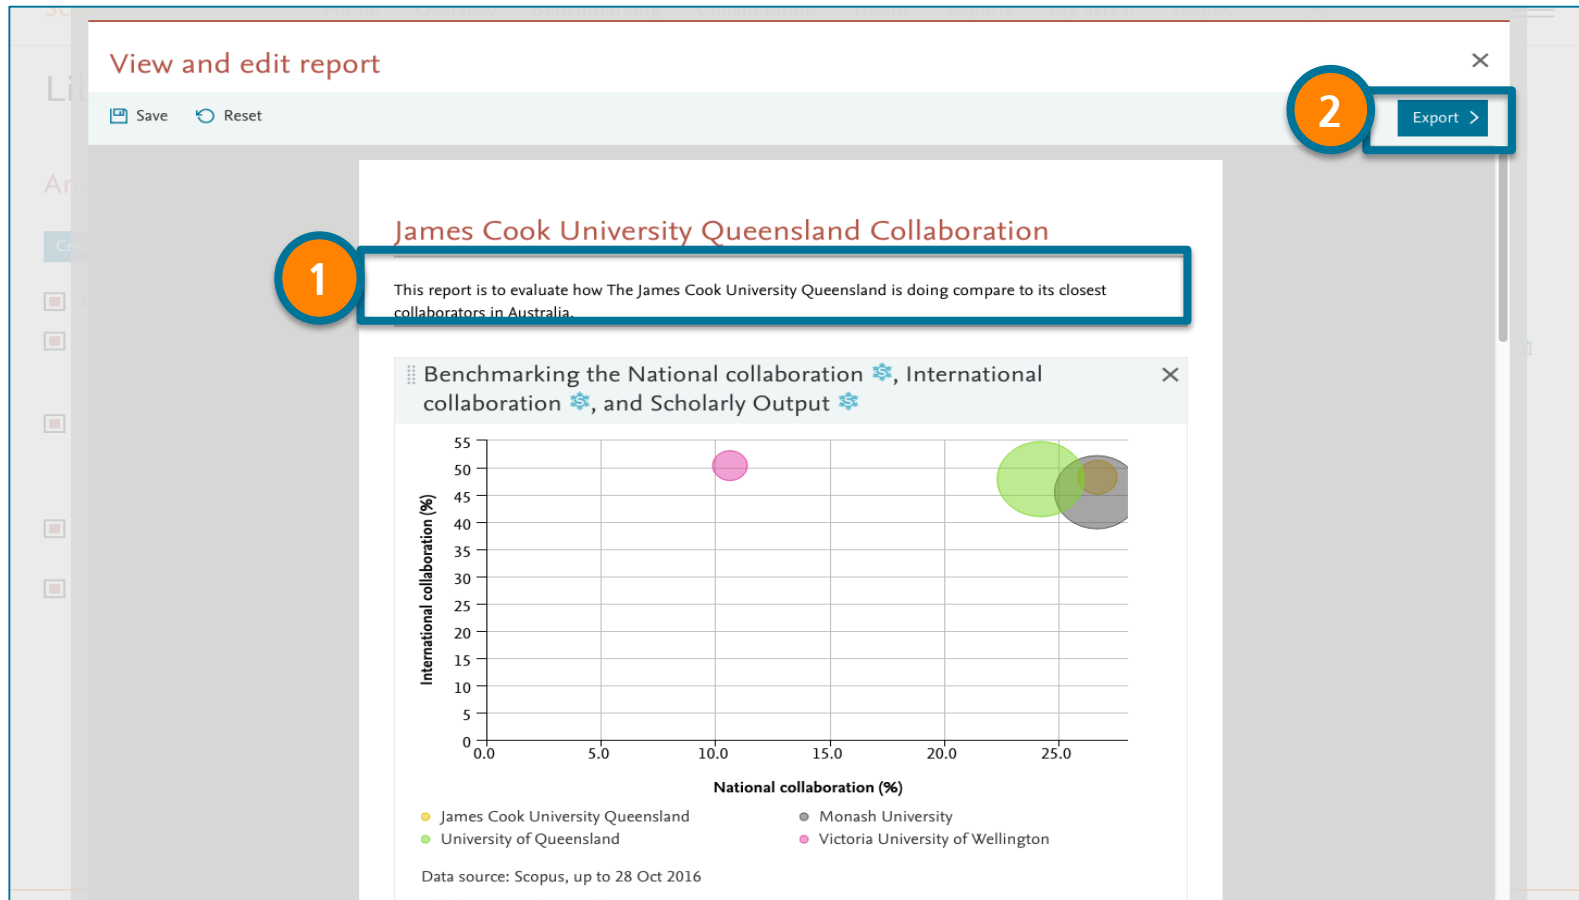 View and edit report
Save
Reset
2
Export
James Cook University Queensland Collaboration
1
This report is to evaluate how The James Cook University Queensland is doing compare to its closest
collaborators in Australia.
Benchmarking the National collaboration, International
collaboration, and Scholarly Output
55
50
45
40
35
30
25
20
15
10
5
0
International collaboration (%)
0.0 5.0 10.0 15.0 20.0 25.0
National collaboration (%)
James Cook University Queensland
Monash University
University of Queensland
Victoria University of Wellington
Data source: Scopus, up to 28 Oct 2016